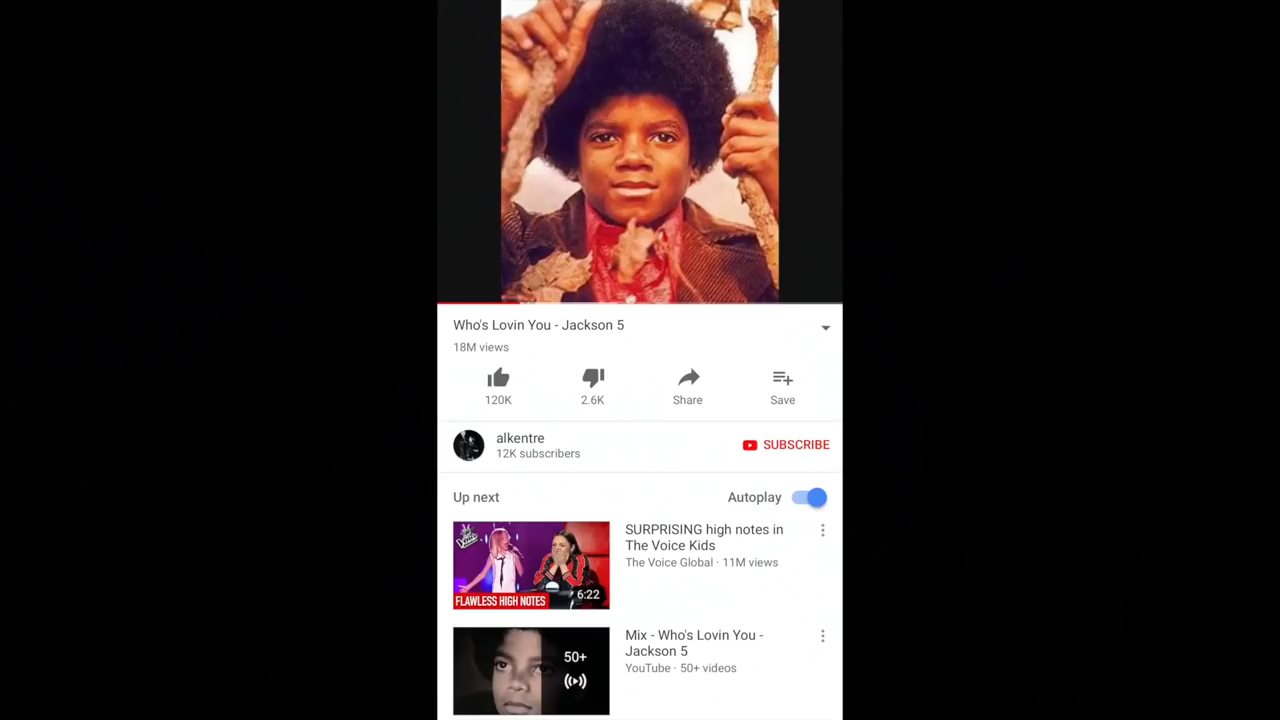 Who's Lovin You - Jackson 5
18M views
120K
2.6K
Share
Save
alkentre
12K subscribers
SUBSCRIBE
Up next
Autoplay
FLAWLESS HIGH NOTES
6:22
SURPRISING high notes in
The Voice Kids
The Voice Global · 11M views
50+
Mix - Who's Lovin You -
Jackson 5
YouTube · 50+ videos